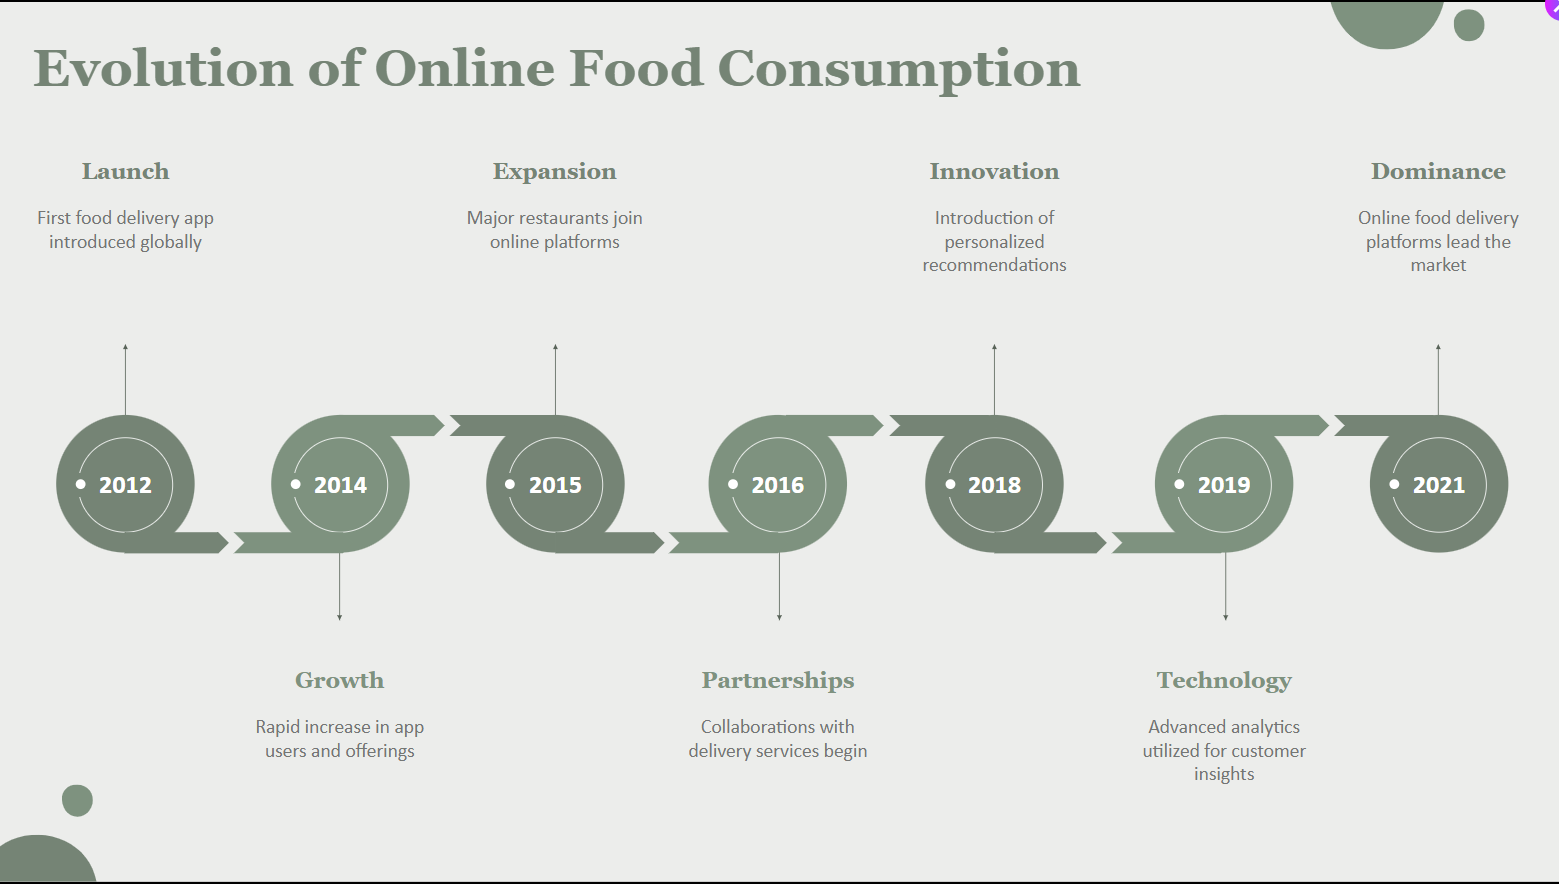 Evolution of Online Food Consumption
Launch
First food delivery app
introduced globally
Expansion
Major restaurants join
online platforms
Innovation
Introduction of
personalized
recommendations
Dominance
Online food delivery
platforms lead the
market
2012
2014
2015
2016
2018
2019
2021
Growth
Rapid increase in app
users and offerings
Partnerships
Collaborations with
delivery services begin
Technology
Advanced analytics
utilized for customer
insights